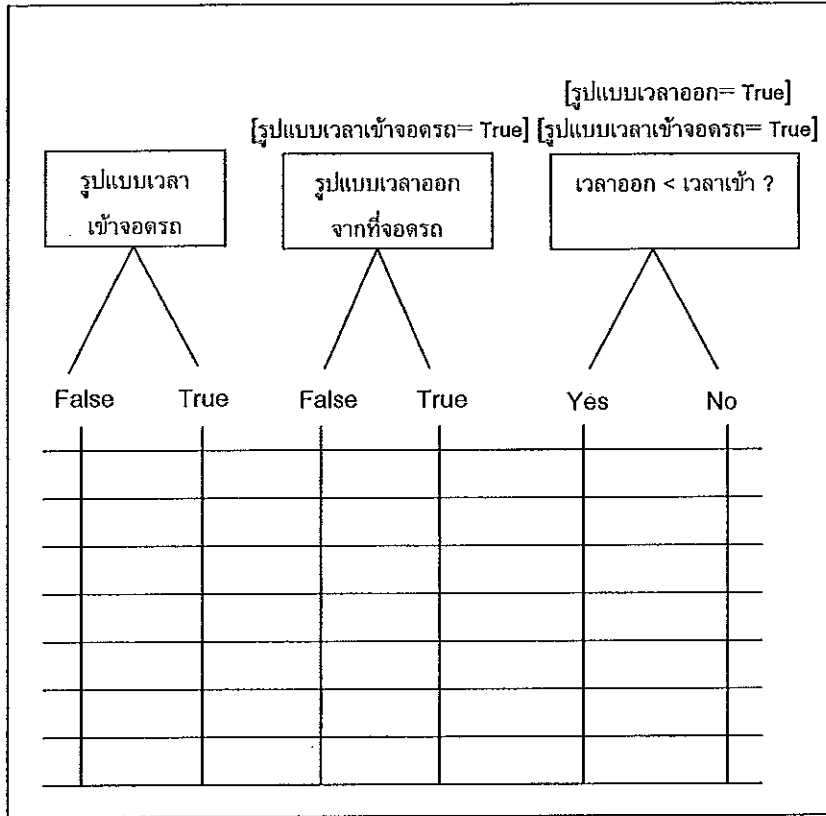 [รูปแบบเวลาออก= True]
[รูปแบบเวลาเข้าจอดรถ= True] [รูปแบบเวลาเข้าจอดรถ= True]
รูปแบบเวลา
เข้าจอดรถ
รูปแบบเวลาออก
จากที่จอดรถ
เวลาออก < เวลาเข้า ?
False True False True Yes No